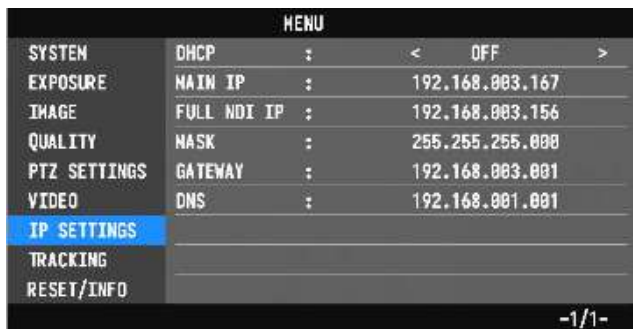 MENU
SYSTEM DHCP : < OFF >
EXPOSURE MAIN IP : 192.168.003.167
IMAGE FULL NDI IP : 192.168.003.156
QUALITY MASK : 255.255.255.000
PTZ SETTINGS GATEWAY : 192.168.003.001
VIDEO DNS : 192.168.001.001
IP SETTINGS
TRACKING
RESET/INFO
-1/1-